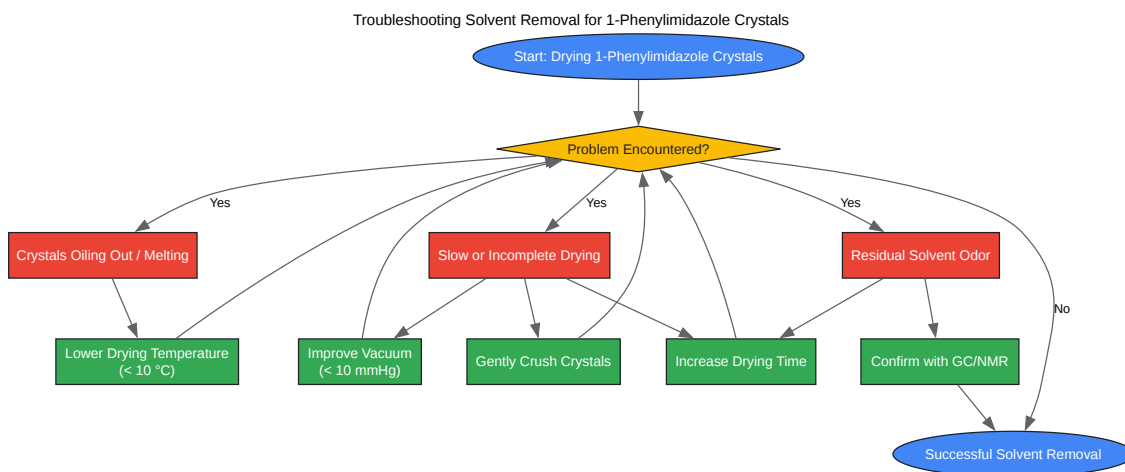 Troubleshooting Solvent Removal for 1-Phenylimidazole Crystals
Start: Drying 1-Phenylimidazole Crystals
Problem Encountered?
Yes
Yes
Yes
Crystals Oiling Out / Melting
Slow or Incomplete Drying
Residual Solvent Odor
No
Lower Drying Temperature
(< 10 °C)
Improve Vacuum
(< 10 mmHg)
Gently Crush Crystals
Increase Drying Time
Confirm with GC/NMR
Successful Solvent Removal